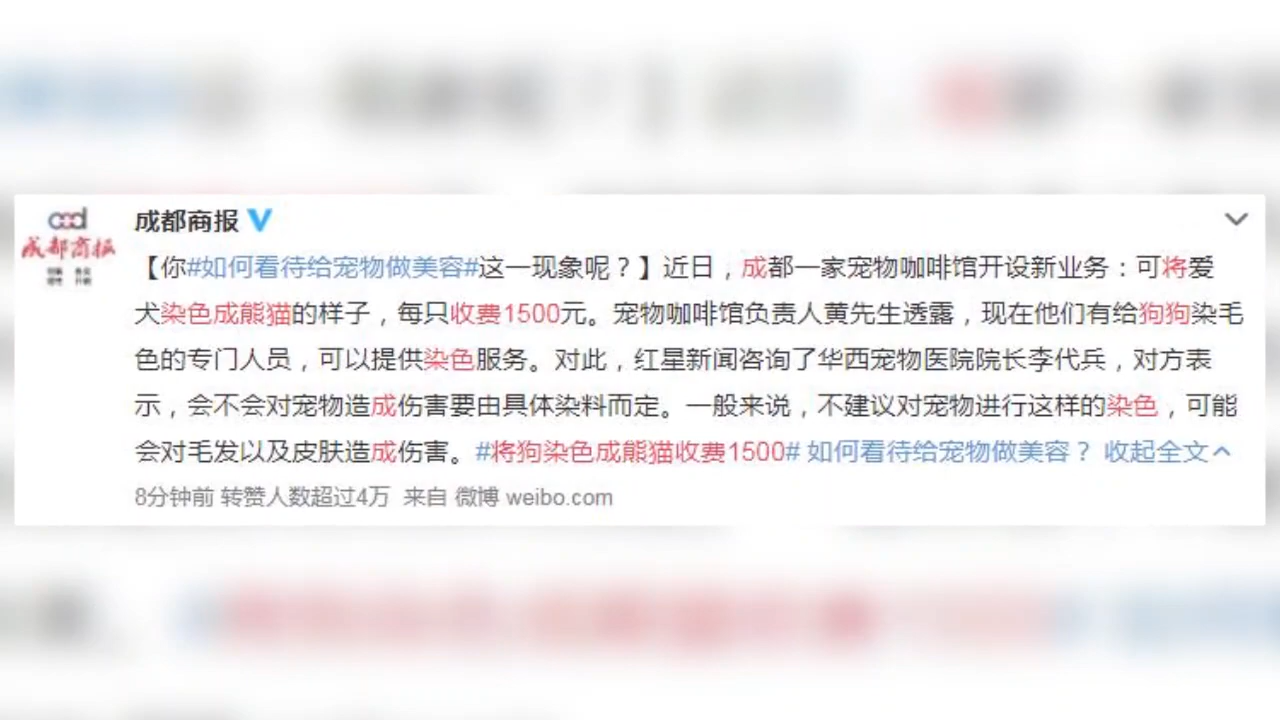 成都商报
成都商报
【你#如何看待给宠物做美容#这一现象呢？】近日，成都一家宠物咖啡馆开设新业务：可将爱
犬染色成熊猫的样子，每只收费1500元。宠物咖啡馆负责人黄先生透露，现在他们有给狗狗染毛
色的专门人员，可以提供染色服务。对此，红星新闻咨询了华西宠物医院院长李代兵，对方表
示，会不会对宠物造成伤害要由具体染料而定。一般来说，不建议对宠物进行这样的染色，可能
会对毛发以及皮肤造成伤害。#将狗染色成熊猫收费1500# 如何看待给宠物做美容？ 收起全文
8分钟前 转赞人数超过4万 来自 微博 weibo.com